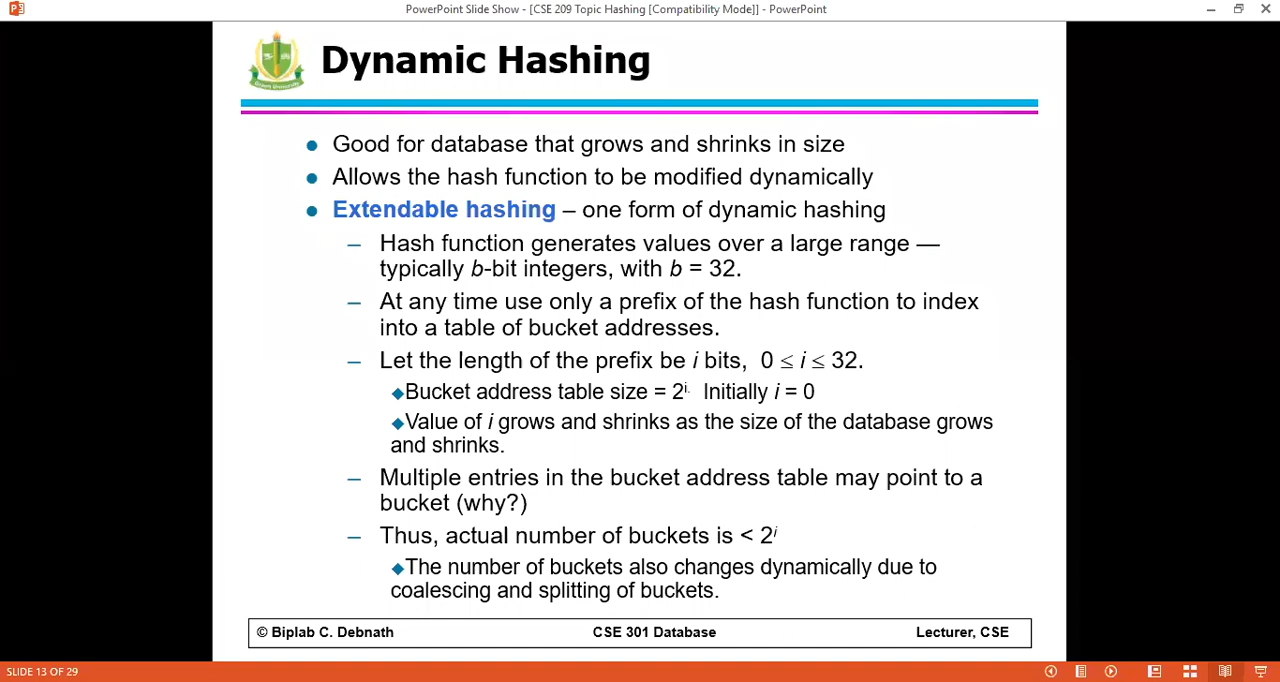 PowerPoint Slide Show - [CSE 209 Topic Hashing [Compatibility Mode]] - PowerPoint
Dynamic Hashing
● Good for database that grows and shrinks in size
● Allows the hash function to be modified dynamically
● Extendable hashing – one form of dynamic hashing
– Hash function generates values over a large range —
typically b-bit integers, with b = 32.
– At any time use only a prefix of the hash function to index
into a table of bucket addresses.
– Let the length of the prefix be i bits, 0 ≤ i ≤ 32.
◆Bucket address table size = 2^i. Initially i = 0
◆Value of i grows and shrinks as the size of the database grows
and shrinks.
– Multiple entries in the bucket address table may point to a
bucket (why?)
– Thus, actual number of buckets is < 2^i
◆The number of buckets also changes dynamically due to
coalescing and splitting of buckets.
© Biplab C. Debnath CSE 301 Database Lecturer, CSE
SLIDE 13 OF 29